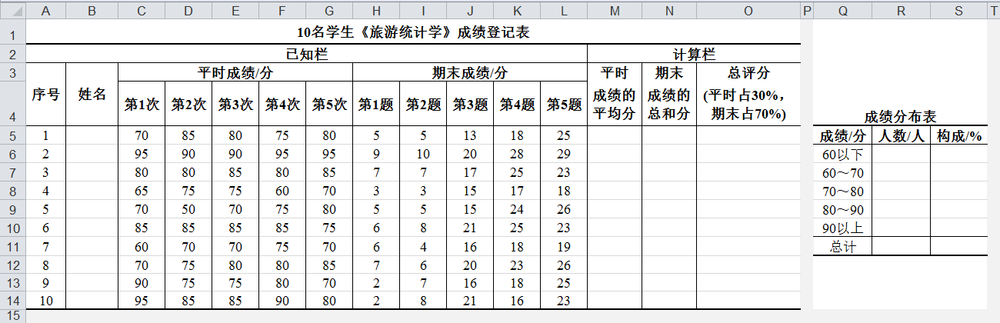 A B C D E F G H I J K L M N O P Q R S T
1 10名学生《旅游统计学》成绩登记表
2 已知栏 计算栏
3 序号 姓名 平时成绩/分 期末成绩/分 平时 期末 总评分
第1次 第2次 第3次 第4次 第5次 第1题 第2题 第3题 第4题 第5题 成绩的 成绩的 (平时占30%，
4 平均分 总和分 期末占70%) 成绩分布表
5 1 70 85 80 75 80 5 5 13 18 25 成绩/分 人数/人 构成/%
6 2 95 90 90 95 95 9 10 20 28 29 60以下
7 3 80 80 85 80 85 7 7 17 25 23 60～70
8 4 65 75 75 60 70 3 3 15 17 18 70～80
9 5 70 50 70 75 80 5 5 15 24 26 80～90
10 6 85 85 85 85 75 6 8 21 25 23 90以上
11 7 60 70 70 75 70 6 4 16 18 19 总计
12 8 70 75 80 80 85 7 6 20 23 26
13 9 90 75 75 80 70 2 7 16 18 25
14 10 95 85 85 90 80 2 8 21 16 23
15